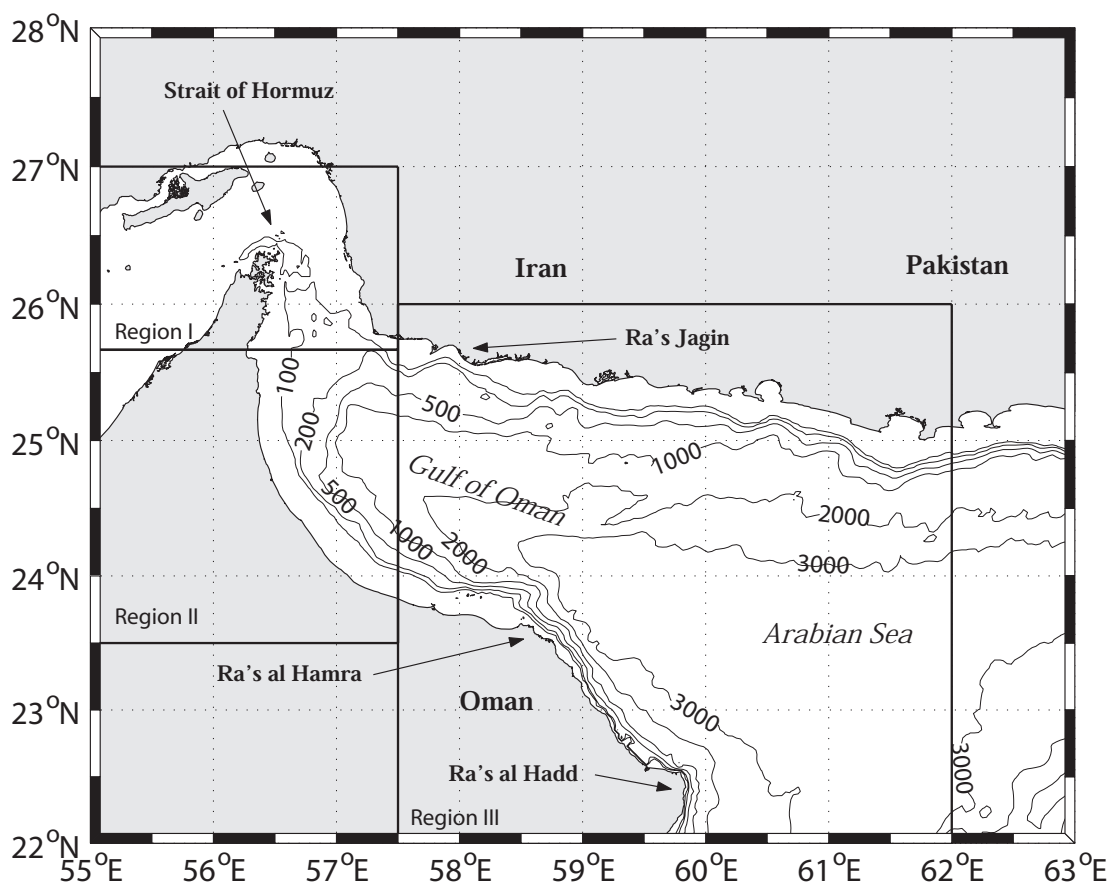 28°N
Strait of Hormuz
27°N
Iran
Pakistan
26°N
Region I
Ra's Jagin
100
500
200
25°N
1000
Gulf of Oman
500
2000
1000
2000
3000
24°N
Region II
Arabian Sea
Ra's al Hamra
Oman
23°N
3000
Ra's al Hadd
3000
Region III
22°N
55°E
56°E
57°E
58°E
59°E
60°E
61°E
62°E
63°E